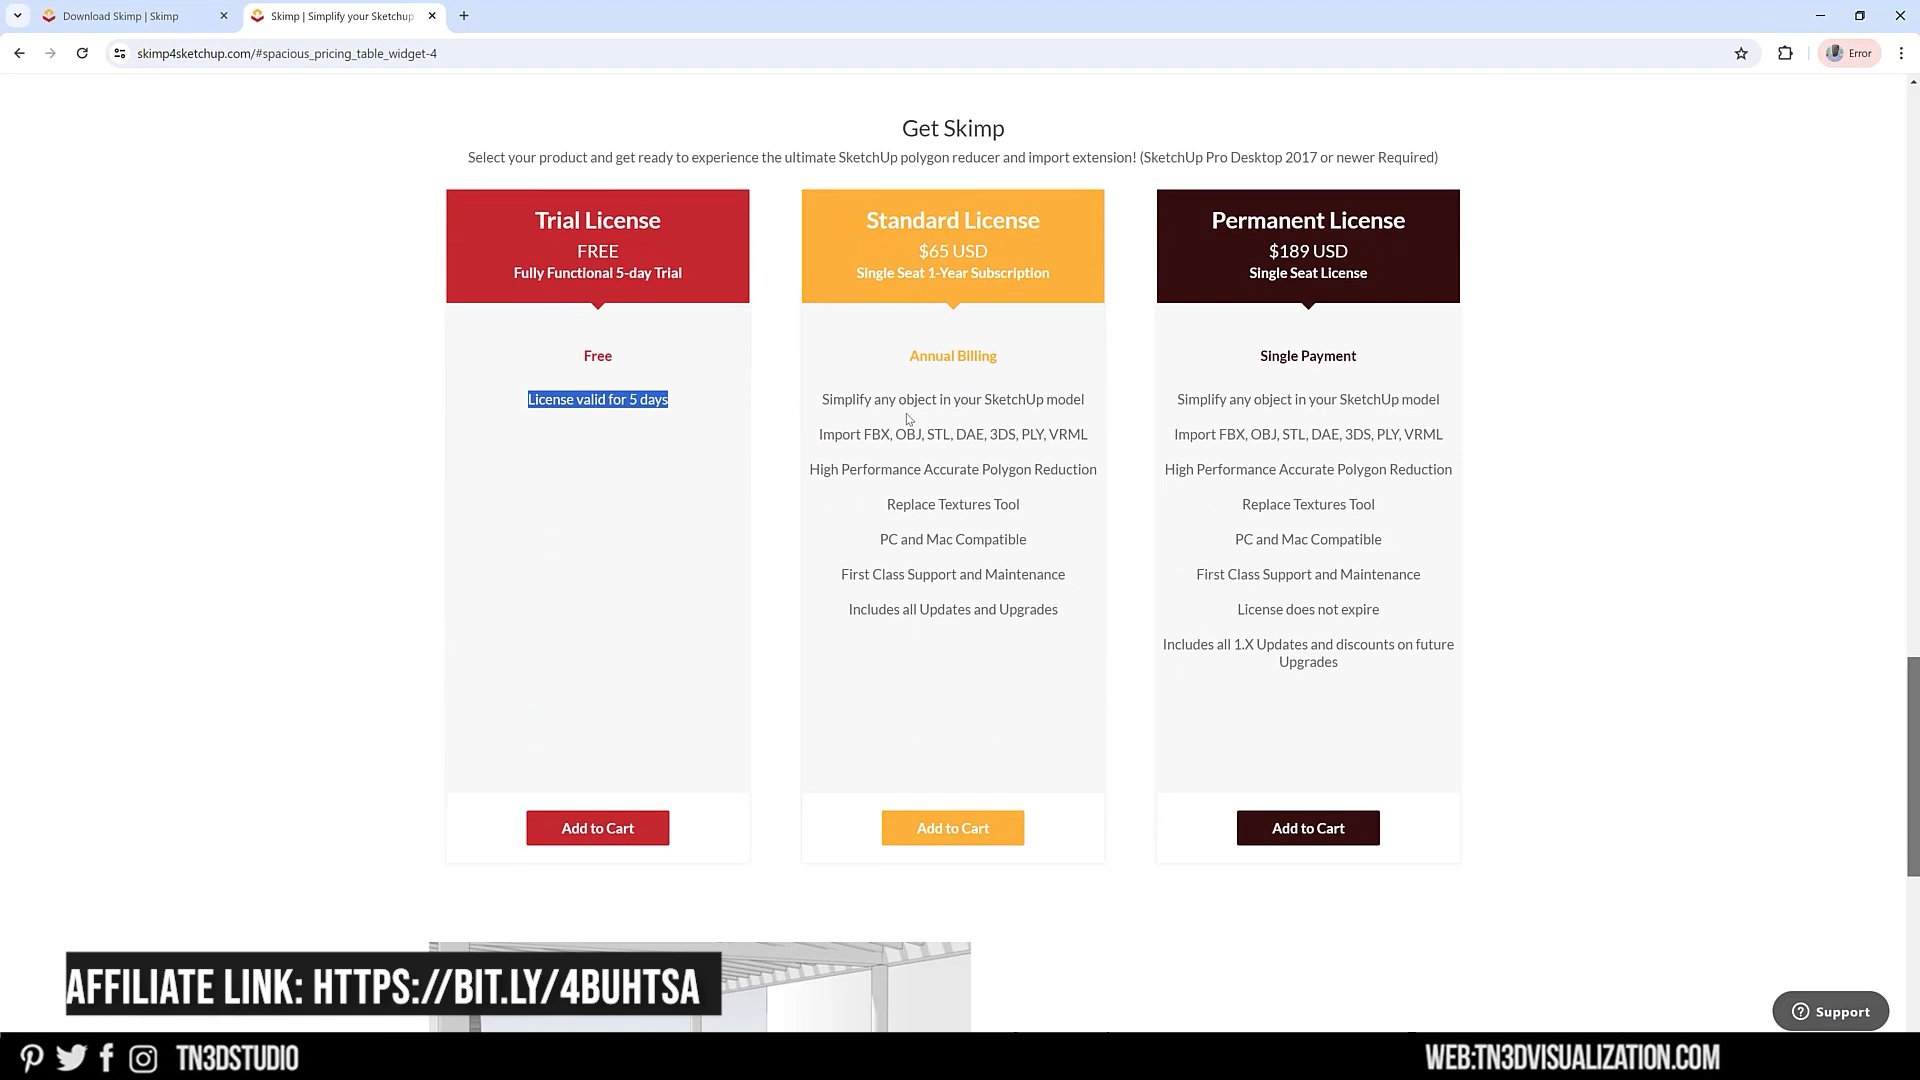 Download Skimp | Skimp
Skimp | Simplify your Sketchup
skimp4sketchup.com/#spacious_pricing_table_widget-4
Error
Get Skimp
Select your product and get ready to experience the ultimate SketchUp polygon reducer and import extension! (SketchUp Pro Desktop 2017 or newer Required)
Trial License
FREE
Fully Functional 5-day Trial
Free
License valid for 5 days
Add to Cart
Standard License
$65 USD
Single Seat 1-Year Subscription
Annual Billing
Simplify any object in your SketchUp model
Import FBX, OBJ, STL, DAE, 3DS, PLY, VRML
High Performance Accurate Polygon Reduction
Replace Textures Tool
PC and Mac Compatible
First Class Support and Maintenance
Includes all Updates and Upgrades
Add to Cart
Permanent License
$189 USD
Single Seat License
Single Payment
Simplify any object in your SketchUp model
Import FBX, OBJ, STL, DAE, 3DS, PLY, VRML
High Performance Accurate Polygon Reduction
Replace Textures Tool
PC and Mac Compatible
First Class Support and Maintenance
License does not expire
Includes all 1.X Updates and discounts on future
Upgrades
Add to Cart
AFFILIATE LINK: HTTPS://BIT.LY/4BUHTSA
Support
TN3DSTUDIO
WEB:TN3DVISUALIZATION.COM